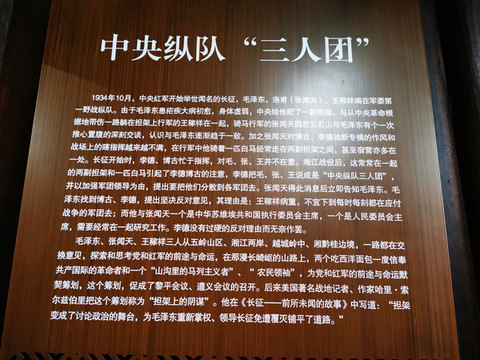 中央纵队“三人团”
1934年10月，中央红军开始举世闻名的长征，毛泽东、洛甫（张闻天）、王稼祥编在军委第
一野战纵队。由于毛泽东患疟疾大病初愈，身体虚弱，中央给他配了一副担架，与从中央革命根
据地带伤一路躺在担架上行军的王稼祥在一起，骑马行军的张闻天因在云石山与毛泽东有个一次
推心置腹的深刻交谈，认识与毛泽东逐渐趋于一致。加之张闻天对博古、李德独断专横的作风和
战场上的瞎指挥越来越不满，在行军中他骑着一匹白马经常走在两副担架之间，甚至宿营亦多在
一处。长征开始时，李德、博古忙于指挥，对毛、张、王并不在意。湘江战役后，这常常在一起
的两副担架和一匹白马引起了李德博古的注意，李德把毛、张、王说成是“中央纵队三人团”，
并以加强军团领导为由，提出要把他们分散到各军团去。张闻天得此消息后立即告知毛泽东。毛
泽东找到博古、李德，提出坚决反对意见，其理由是：王稼祥病重，不宜下到每时每刻都在应付
战争的军团去；而他与张闻天一个是中华苏维埃共和国执行委员会主席，一个是人民委员会主
席，需要经常在一起研究工作。李德没有过硬的反对理由而无奈作罢。
毛泽东、张闻天、王稼祥三人从五岭山区、湘江两岸、越城岭中、湘黔桂边境，一路都在交
换意见，探索和思考党和红军的前途与命运，在那漫长崎岖的山路上，两个吃西洋面包一度信奉
共产国际的革命者和一个“山沟里的马列主义者”、“农民领袖”，为党和红军的前途与命运默
契筹划，这个筹划，促成了黎平会议、遵义会议的召开。后来美国著名战地记者、作家哈里·索
尔兹伯里把这个筹划称为“担架上的阴谋”。他在《长征——前所未闻的故事》中写道：“担架
变成了讨论政治的舞台，为毛泽东重新掌权、领导长征免遭覆灭铺平了道路。”